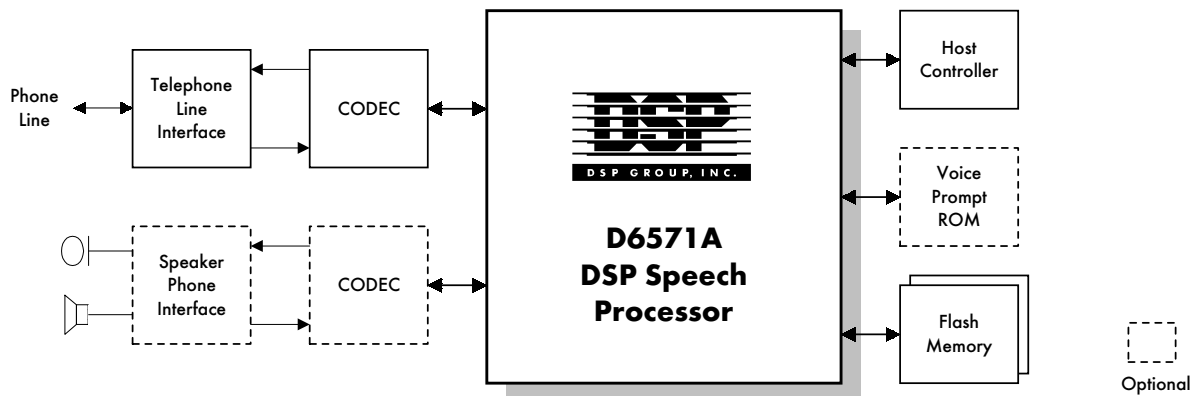 Phone
Line
Telephone
Line
Interface
CODEC
Speaker
Phone
Interface
CODEC
DSP
DSP GROUP, INC.
D6571A
DSP Speech
Processor
Host
Controller
Voice
Prompt
ROM
Flash
Memory
Optional